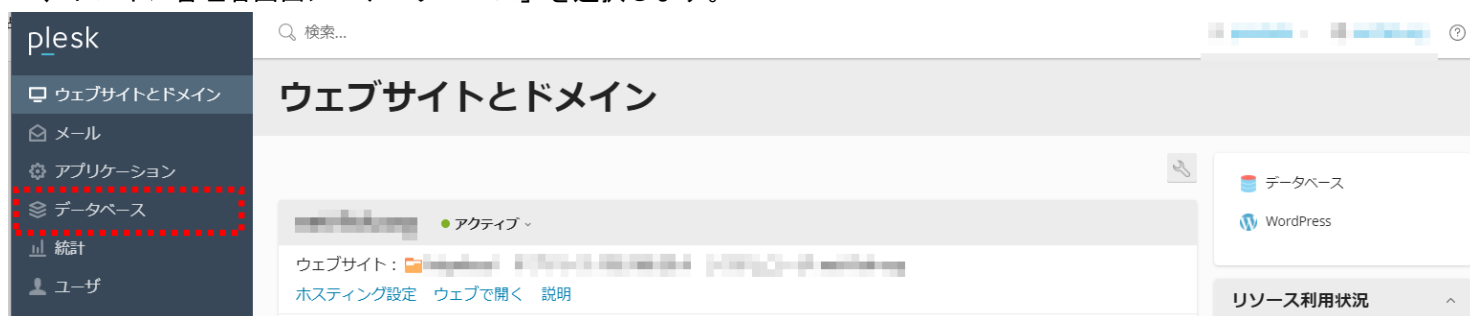 plesk
検索...
ウェブサイトとドメイン
メール
アプリケーション
データベース
統計
ユーザ
ウェブサイトとドメイン
アクティブ
ウェブサイト：
ホスティング設定 ウェブで開く 説明
データベース
WordPress
リソース利用状況